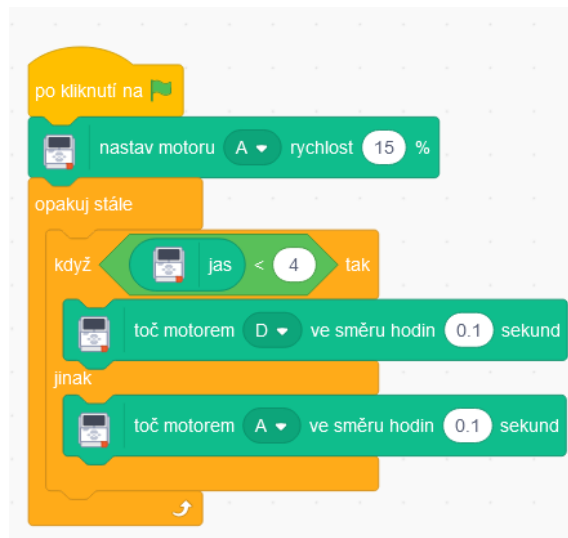 po kliknutí na
nastav motoru A rychlost 15 %
opakuj stále
když jas < 4 tak
toč motorem D ve směru hodin 0.1 sekund
jinak
toč motorem A ve směru hodin 0.1 sekund